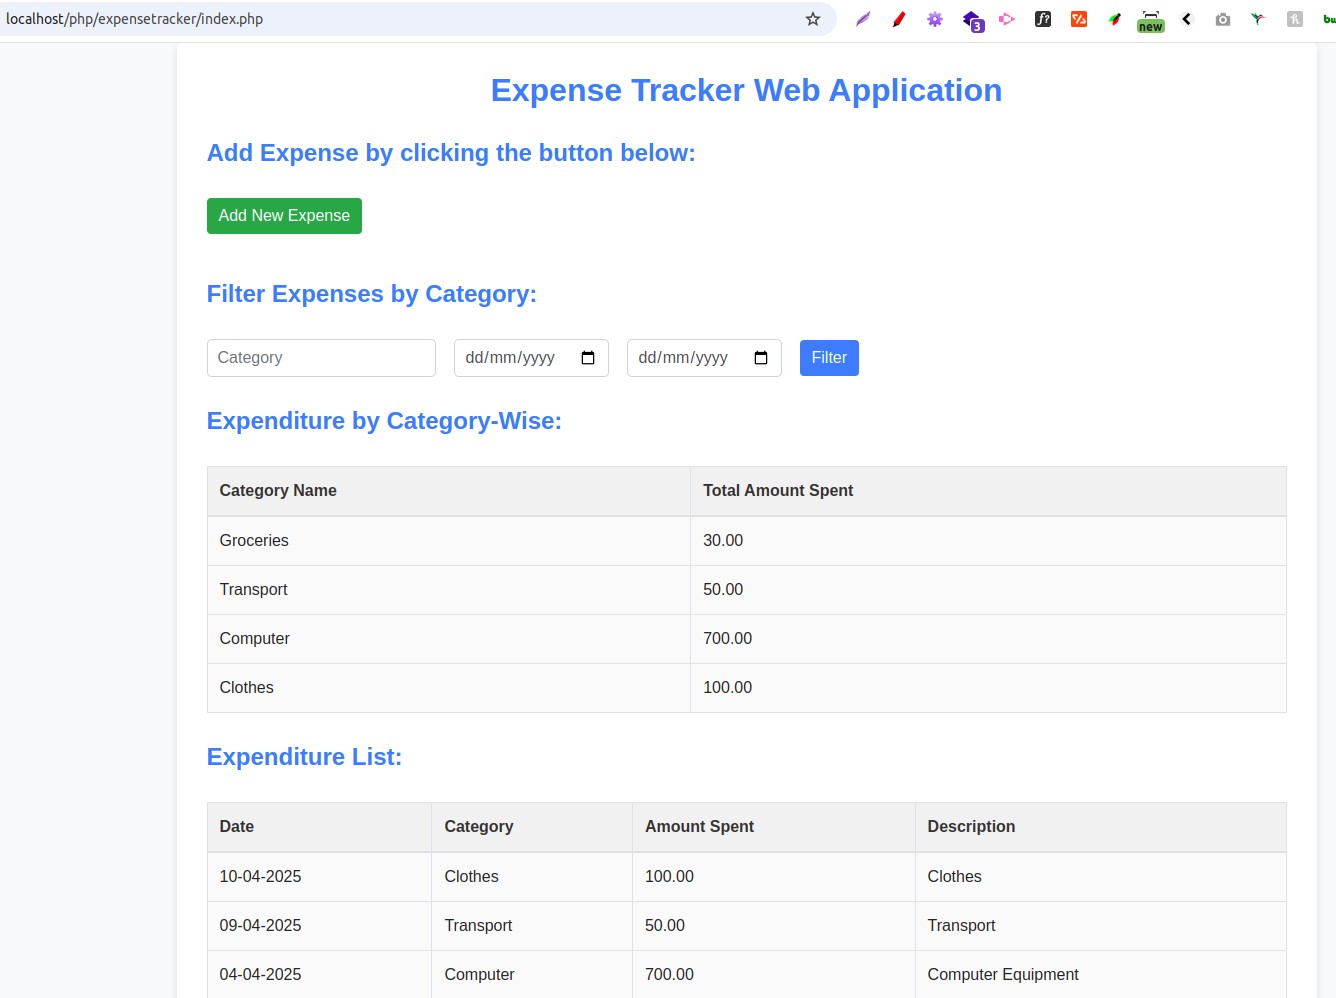 localhost/php/expensetracker/index.php
3
f?
new
Expense Tracker Web Application
Add Expense by clicking the button below:
Add New Expense
Filter Expenses by Category:
Category dd/mm/yyyy dd/mm/yyyy Filter
Expenditure by Category-Wise:
Category Name Total Amount Spent
Groceries 30.00
Transport 50.00
Computer 700.00
Clothes 100.00
Expenditure List:
Date Category Amount Spent Description
10-04-2025 Clothes 100.00 Clothes
09-04-2025 Transport 50.00 Transport
04-04-2025 Computer 700.00 Computer Equipment